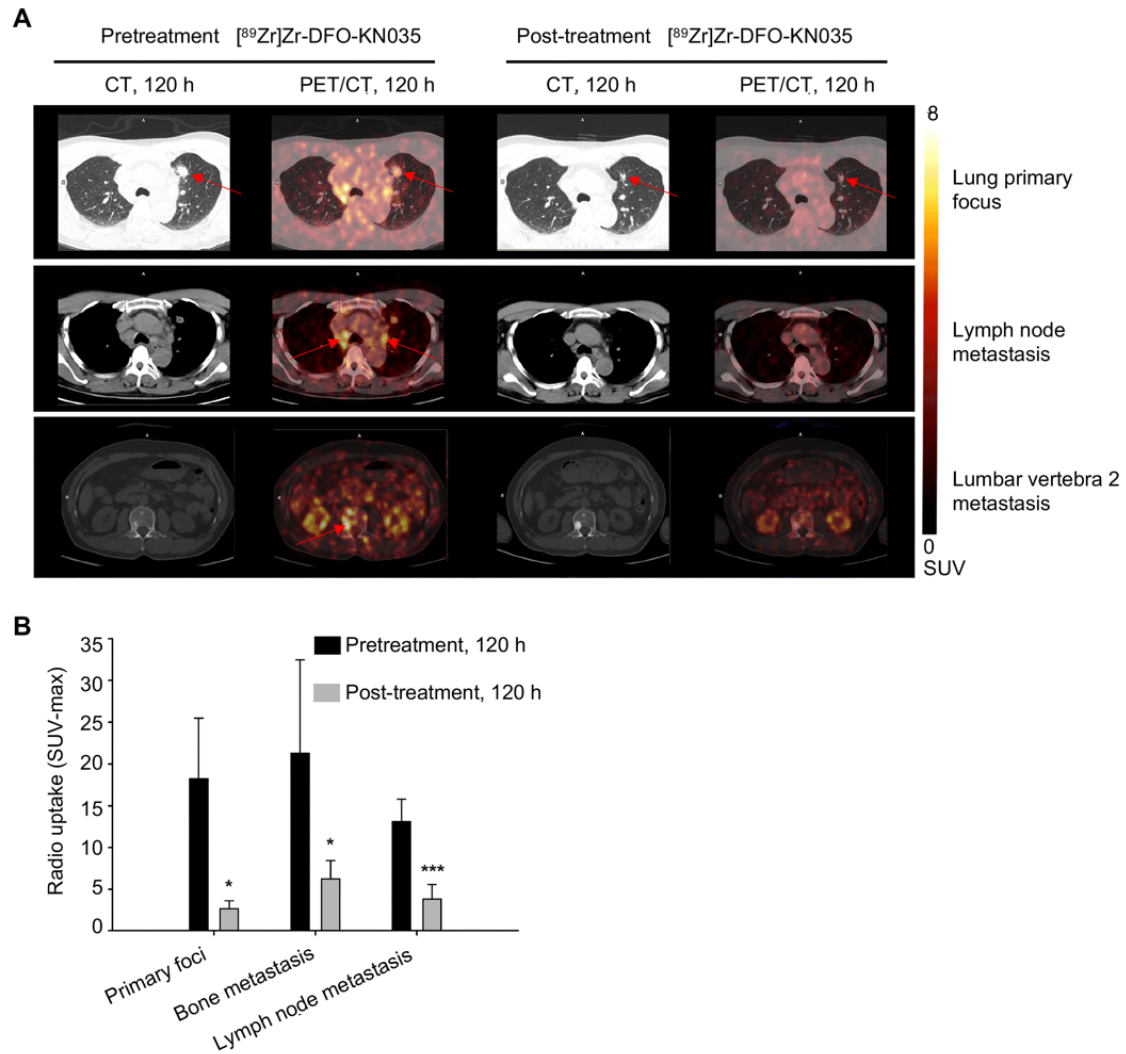 A
Pretreatment [⁸⁹Zr]Zr-DFO-KN035
Post-treatment [⁸⁹Zr]Zr-DFO-KN035
CT, 120 h
PET/CT, 120 h
CT, 120 h
PET/CT, 120 h
8
Lung primary
focus
Lymph node
metastasis
Lumbar vertebra 2
metastasis
0
SUV
B
Radio uptake (SUV-max)
35
30
25
20
15
10
5
0
Pretreatment, 120 h
Post-treatment, 120 h
*
*
***
Primary foci
Bone metastasis
Lymph node metastasis